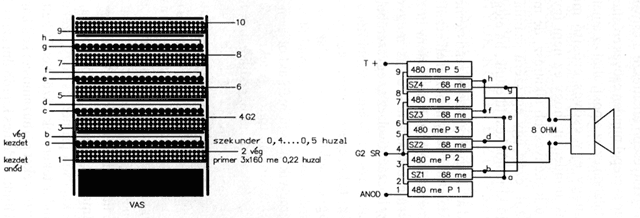 10
9
h
g
8
7
f
e
6
5
d
c
4 G2
3
vég
kezdet
b
a
szekunder 0,4....0,5 huzal
2 vég
kezdet
anód
1
primer 3x160 me 0,22 huzal
VAS
T +
480 me P 5
9
SZ4 68 me
h
g
8
480 me P 4
7
f
SZ3 68 me
e
6
480 me P 3
8 OHM
5
d
SZ2 68 me
c
G2 SR
4
480 me P 2
3
SZ1 68 me
b
a
2
480 me P 1
ANOD
1